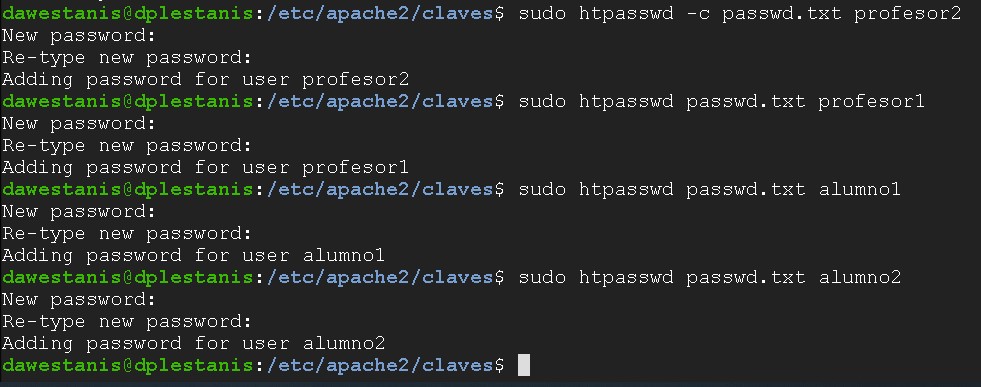 dawestanis@dplestanis:/etc/apache2/claves$ sudo htpasswd -c passwd.txt profesor2
New password:
Re-type new password:
Adding password for user profesor2
dawestanis@dplestanis:/etc/apache2/claves$ sudo htpasswd passwd.txt profesor1
New password:
Re-type new password:
Adding password for user profesor1
dawestanis@dplestanis:/etc/apache2/claves$ sudo htpasswd passwd.txt alumno1
New password:
Re-type new password:
Adding password for user alumno1
dawestanis@dplestanis:/etc/apache2/claves$ sudo htpasswd passwd.txt alumno2
New password:
Re-type new password:
Adding password for user alumno2
dawestanis@dplestanis:/etc/apache2/claves$